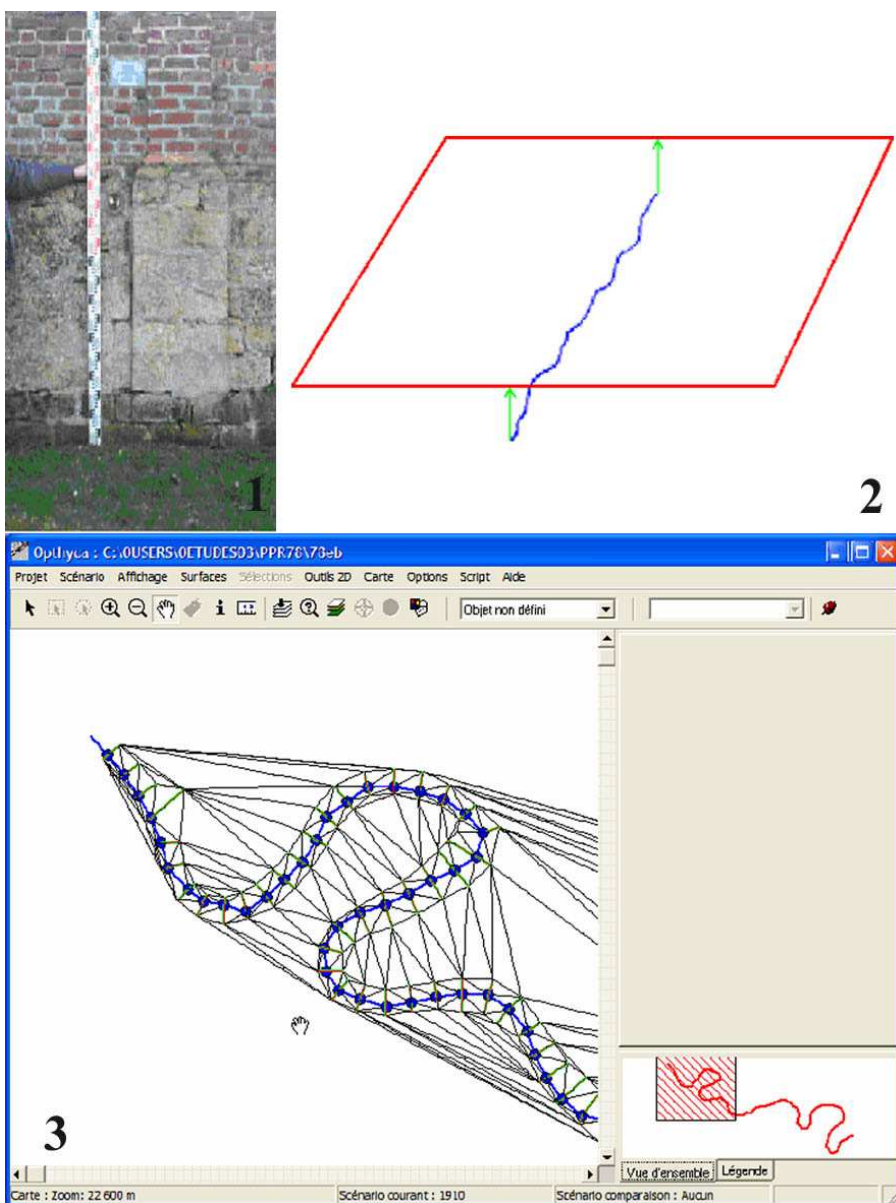 1
2
Opthyca : C:\0USERS\0ETUDES03\PPR78\78eb
Projet Scénario Affichage Surfaces Sélections Outils 2D Carte Options Script Aide
Objet non défini
3
Vue d'ensemble Légende
Carte : Zoom: 22 600 m Scénario courant : 1910 Scénario comparaison : Aucun